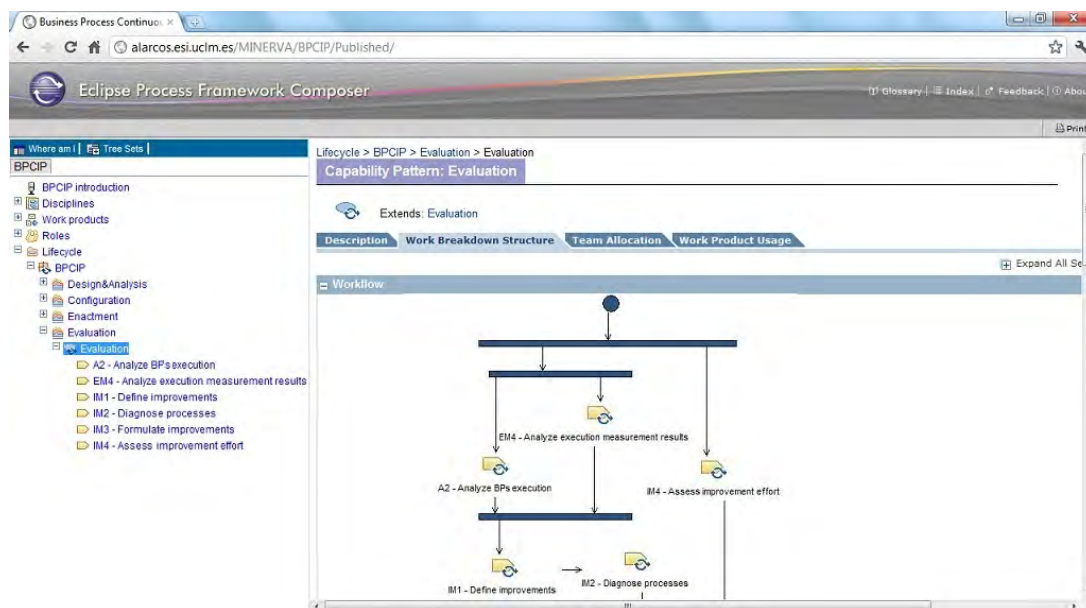 Business Process Continuo
alarcos.esi.uclm.es/MINERVA/BPCIP/Published/
Eclipse Process Framework Composer
Glossary | Index | Feedback | Abou
Print
Where am I | Tree Sets |
BPCIP
BPCIP introduction
Disciplines
Work products
Roles
Lifecycle
BPCIP
Design&Analysis
Configuration
Enactment
Evaluation
Evaluation
A2 - Analyze BPs execution
EM4 - Analyze execution measurement results
IM1 - Define improvements
IM2 - Diagnose processes
IM3 - Formulate improvements
IM4 - Assess improvement effort
Lifecycle > BPCIP > Evaluation > Evaluation
Capability Pattern: Evaluation
Extends: Evaluation
Description Work Breakdown Structure Team Allocation Work Product Usage
Expand All Se
Workflow
EM4 - Analyze execution measurement results
A2 - Analyze BPs execution
IM4 - Assess improvement effort
IM1 - Define improvements
IM2 - Diagnose processes